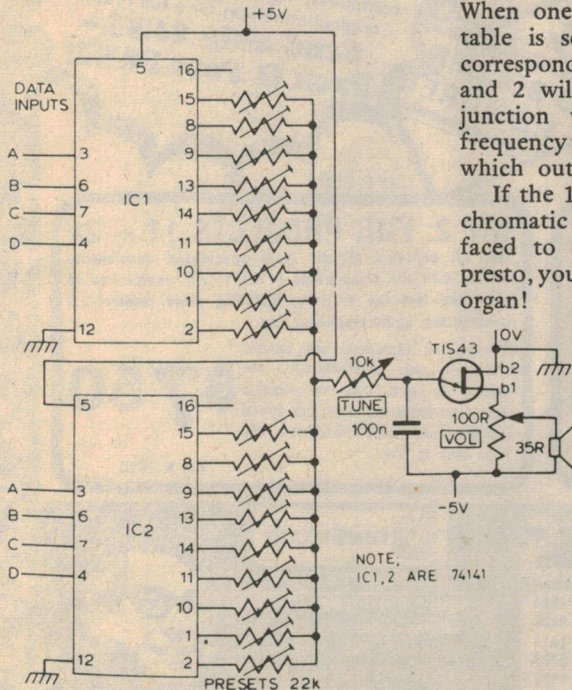 When one
table is se
correspond
and 2 will
junction w
frequency
which out
If the 1
chromatic
faced to
presto, you
organ!
+5V
DATA
INPUTS
5
16
15
8
A 3
9
B 6
IC1
13
C 7
14
D 4
11
10
1
12
2
5
16
15
8
A 3
9
B 6
IC2
13
C 7
14
D 4
11
10
1
12
2
PRESETS 22k
10k
TUNE
100n
TIS43
0V
b2
b1
100R
VOL
35R
-5V
NOTE;
IC1,2 ARE 74141